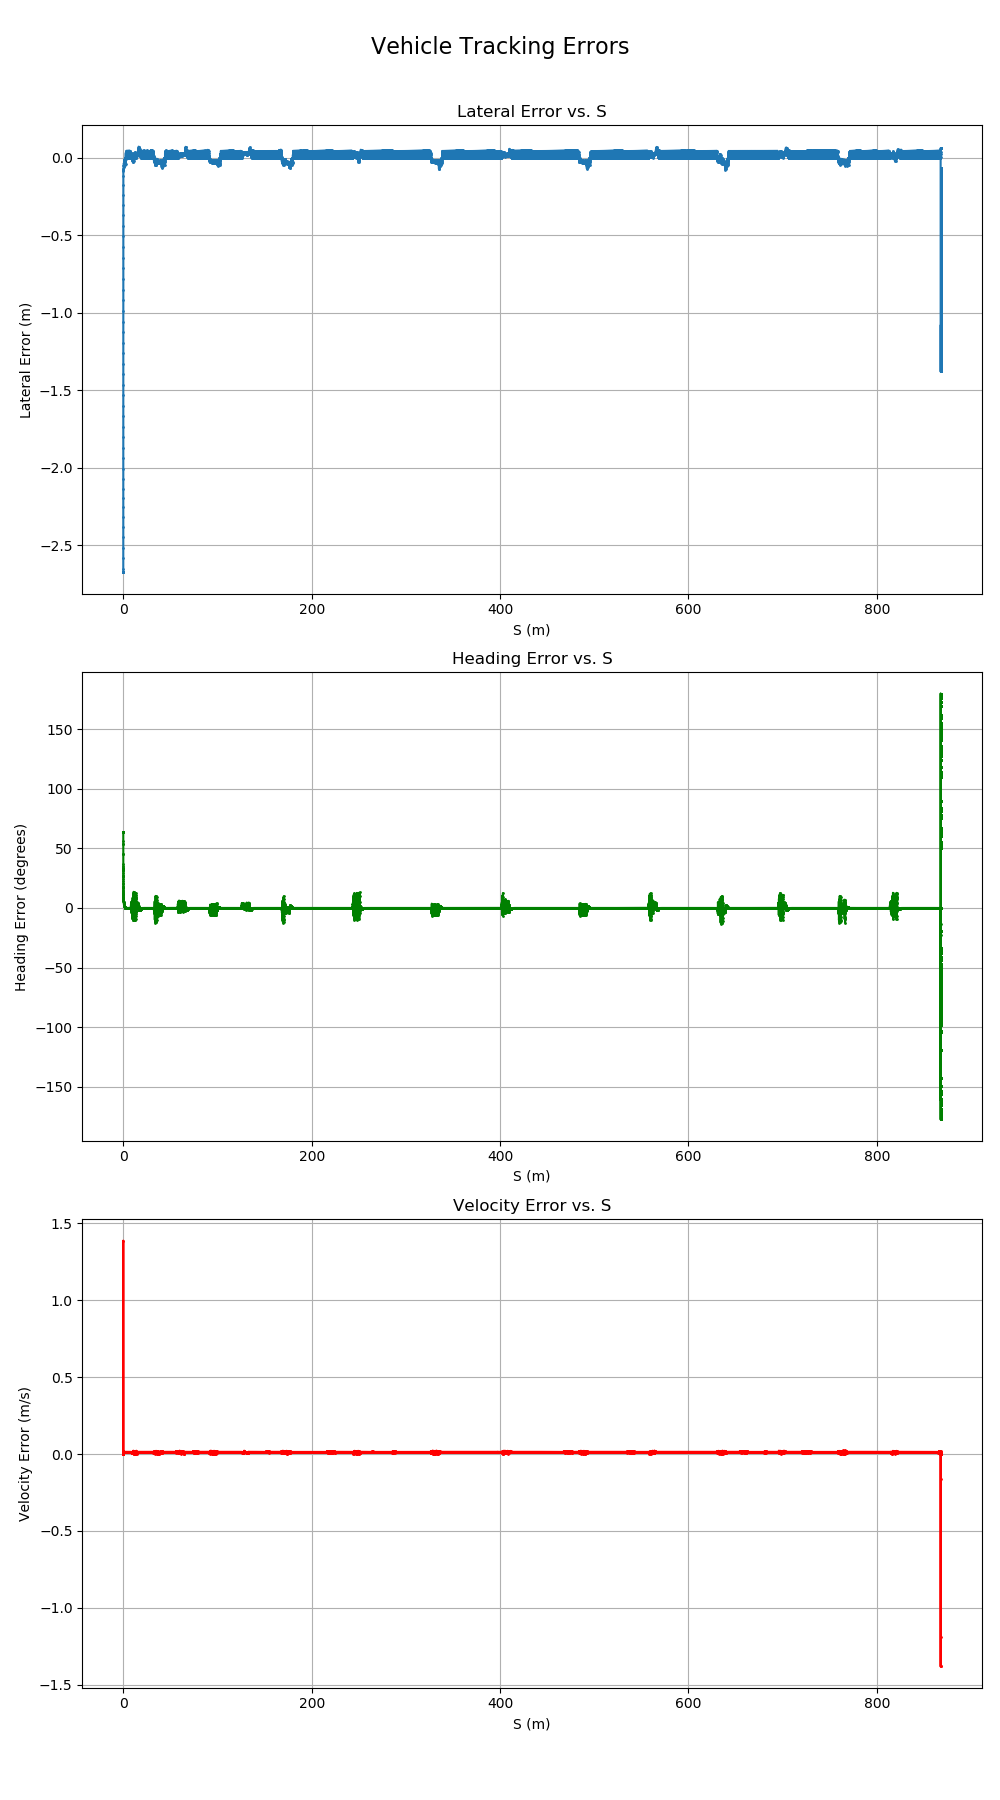 Vehicle Tracking Errors
Lateral Error vs. S
Lateral Error (m)
0.0
−0.5
−1.0
−1.5
−2.0
−2.5
0 200 400 600 800
S (m)
Heading Error vs. S
Heading Error (degrees)
150
100
50
0
−50
−100
−150
0 200 400 600 800
S (m)
Velocity Error vs. S
Velocity Error (m/s)
1.5
1.0
0.5
0.0
−0.5
−1.0
−1.5
0 200 400 600 800
S (m)